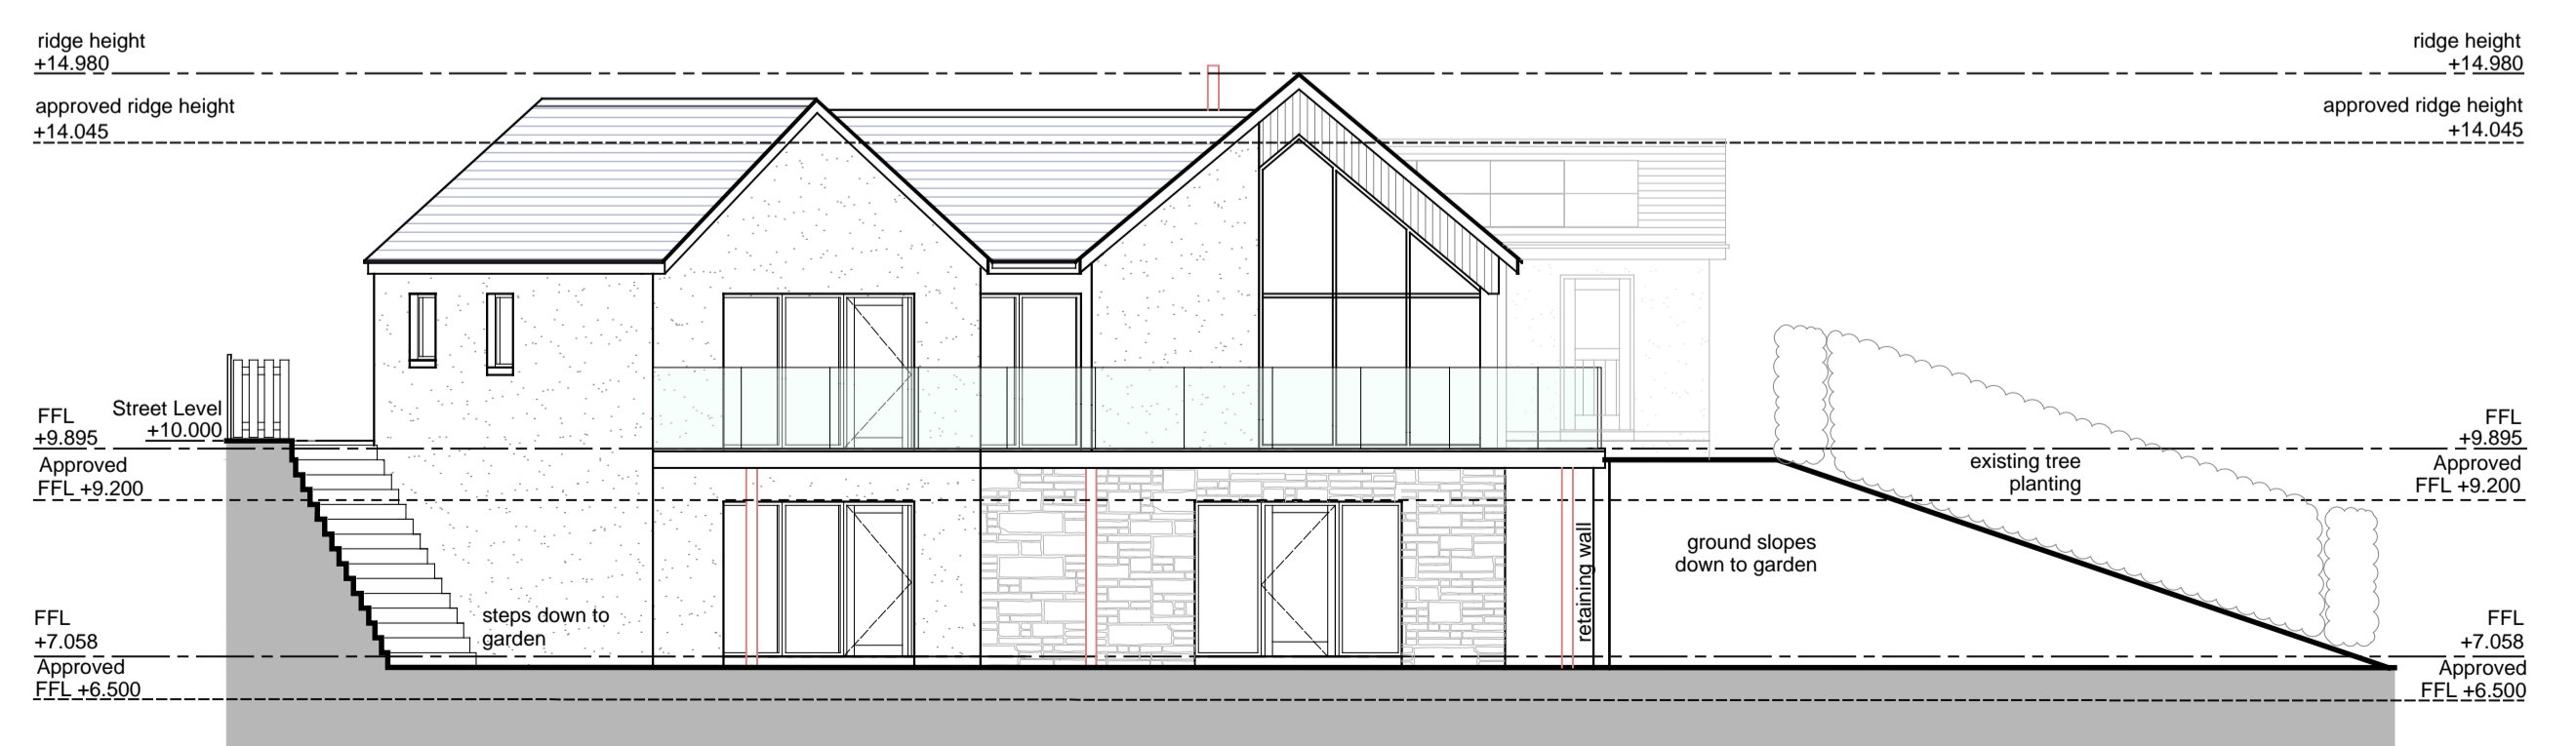 ridge height
+14.980
ridge height
+14.980
approved ridge height
+14.045
approved ridge height
+14.045
FFL
+9.895
Street Level
+10.000
FFL
+9.895
Approved
FFL +9.200
existing tree
planting
Approved
FFL +9.200
ground slopes
down to garden
retaining wall
steps down to
garden
FFL
+7.058
FFL
+7.058
Approved
FFL +6.500
Approved
FFL +6.500